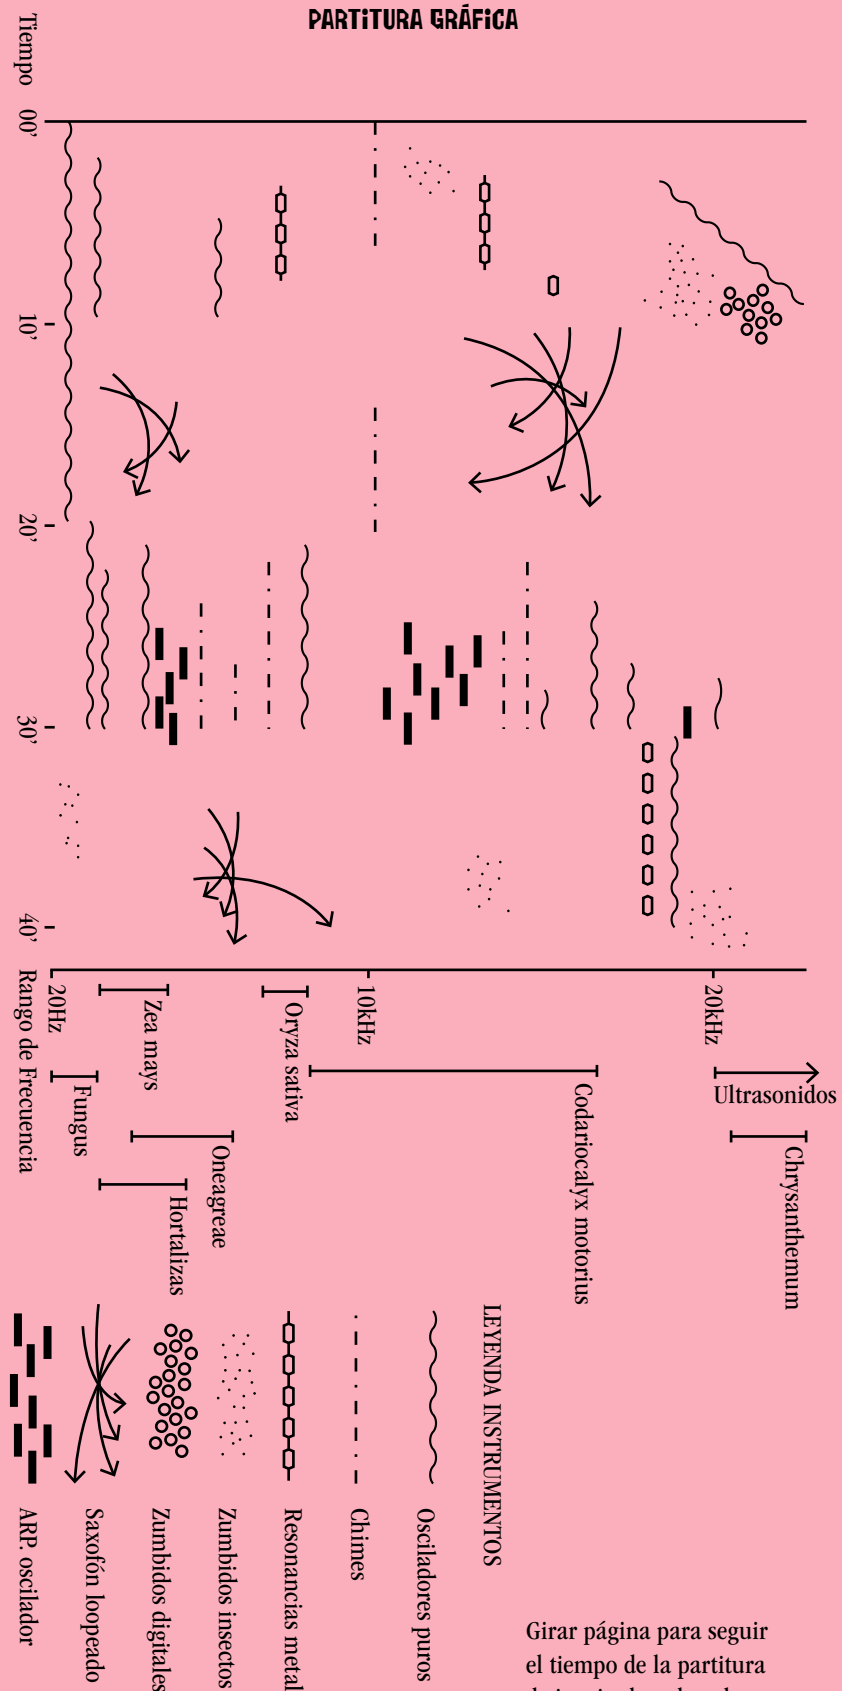 PARTiTURA GRÁFiCA
Tiempo
00'
10'
20'
30'
40'
Rango de Frecuencia
20Hz
10kHz
20kHz
Ultrasonidos
Fungus
Zea mays
Hortalizas
Oneagreae
Oryza sativa
Codariocalyx motorius
Chrysanthemum
LEYENDA INSTRUMENTOS
Osciladores puros
Chimes
Resonancias metal
Zumbidos insectos
Zumbidos digitales
Saxofón loopeado
ARP. oscilador
Girar página para seguir
el tiempo de la partitura